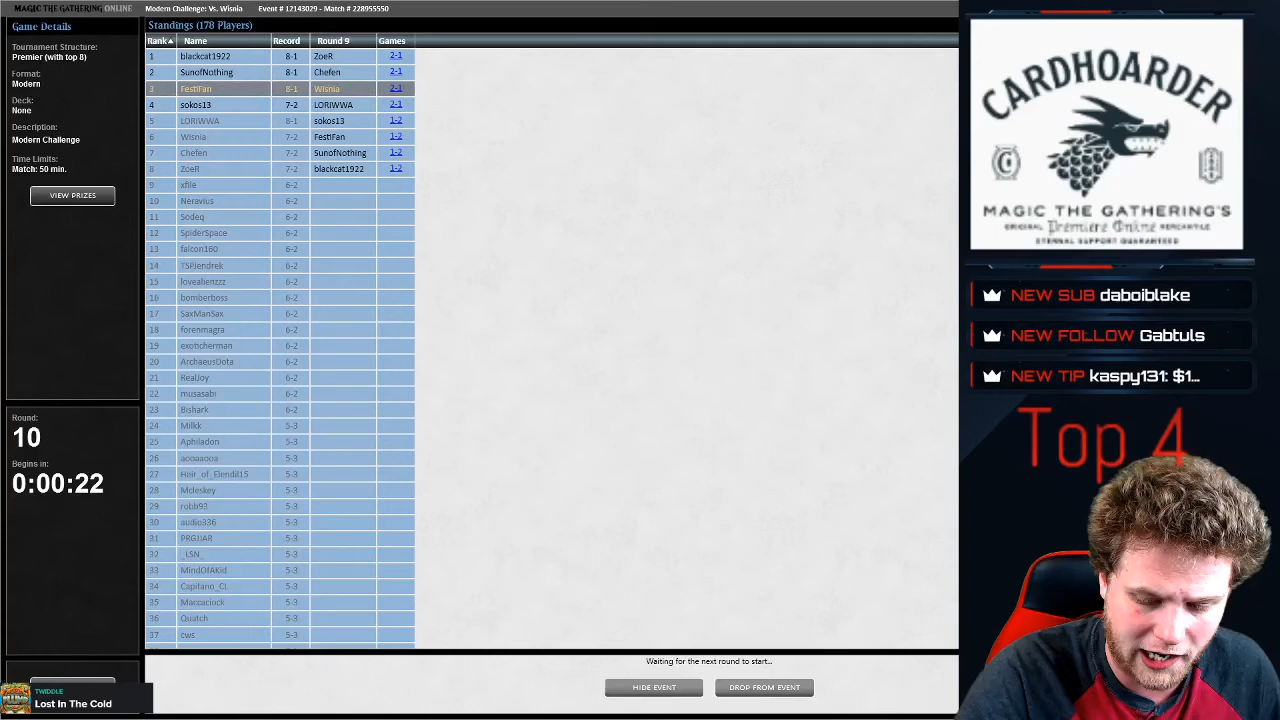 MAGIC THE GATHERING ONLINE
Modern Challenge: Vs. Wisnia Event # 12143029 - Match # 228955550
Game Details
Tournament Structure:
Premier (with top 8)
Format:
Modern
Deck:
None
Description:
Modern Challenge
Time Limits:
Match: 50 min.
VIEW PRIZES
Round:
10
Begins in:
0:00:22
TWIDDLE
Lost In The Cold
Standings (178 Players)
Rank Name Record Round 9 Games
1 blackcat1922 8-1 ZoeR 2-1
2 SunofNothing 8-1 Chefen 2-1
3 FestiFan 8-1 Wisnia 2-1
4 sokos13 7-2 LORIWWA 2-1
5 LORIWWA 8-1 sokos13 1-2
6 Wisnia 7-2 FestiFan 1-2
7 Chefen 7-2 SunofNothing 1-2
8 ZoeR 7-2 blackcat1922 1-2
9 xfile 6-2
10 Neravius 6-2
11 Sodeq 6-2
12 SpiderSpace 6-2
13 falcon160 6-2
14 TSPJendrek 6-2
15 lovealienzzz 6-2
16 bomberboss 6-2
17 SaxManSax 6-2
18 forenmagra 6-2
19 exoticherman 6-2
20 ArchaeusDota 6-2
21 RealJoy 6-2
22 musasabi 6-2
23 Bishark 6-2
24 Milkk 5-3
25 Aphiladon 5-3
26 aooaaooa 5-3
27 Heir_of_Elendil15 5-3
28 Mcleskey 5-3
29 robb93 5-3
30 audio336 5-3
31 PRGJJAR 5-3
32 _LSN_ 5-3
33 MindOfAKid 5-3
34 Capitano_CL 5-3
35 Maccaciock 5-3
36 Quatch 5-3
37 cws 5-3
Waiting for the next round to start...
HIDE EVENT DROP FROM EVENT
CARDHOARDER
MAGIC THE GATHERING'S
ORIGINAL Premiere Online MERCANTILE
ETERNAL SUPPORT GUARANTEED
NEW SUB daboiblake
NEW FOLLOW Gabtuls
NEW TIP kaspy131: $1...
Top 4